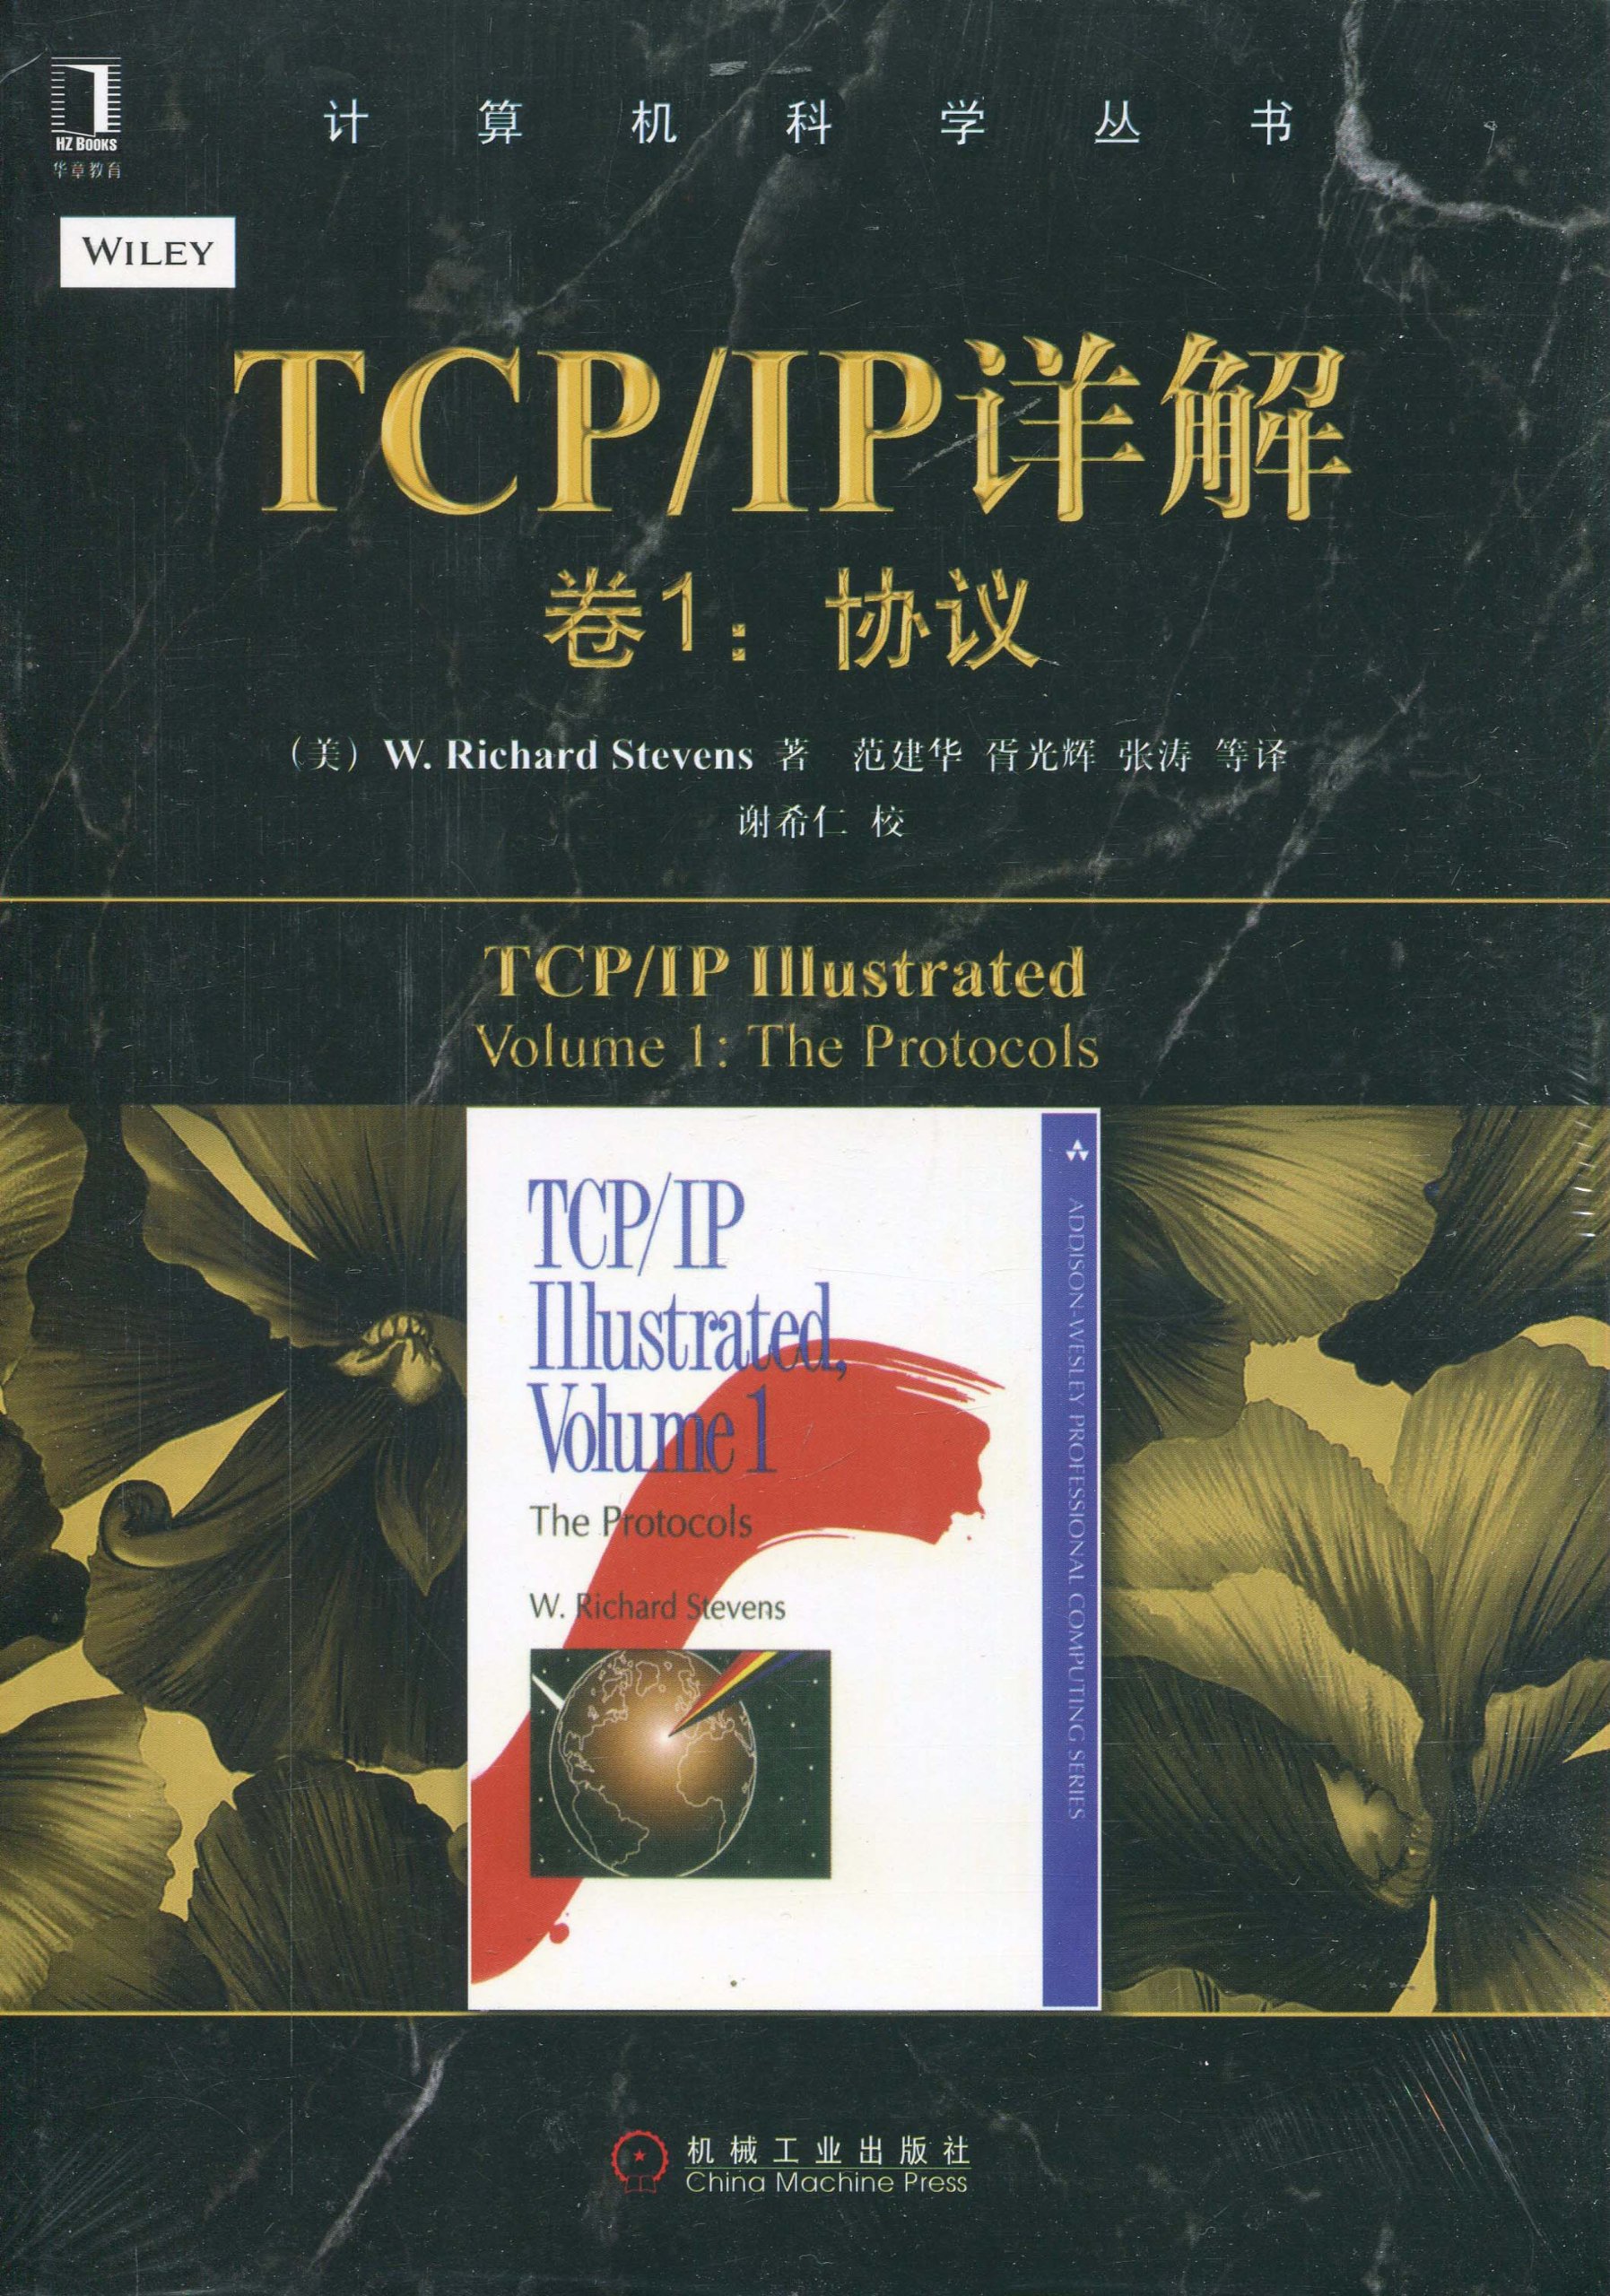 计算机科学丛书
HZ BOOKS
华章教育
WILEY
TCP/IP详解
卷1：协议
（美）W. Richard Stevens 著 范建华 胥光辉 张涛 等译
谢希仁 校
TCP/IP Illustrated
Volume 1: The Protocols
TCP/IP
Illustrated,
Volume 1
The Protocols
W. Richard Stevens
ADDISON-WESLEY PROFESSIONAL COMPUTING SERIES
机械工业出版社
China Machine Press